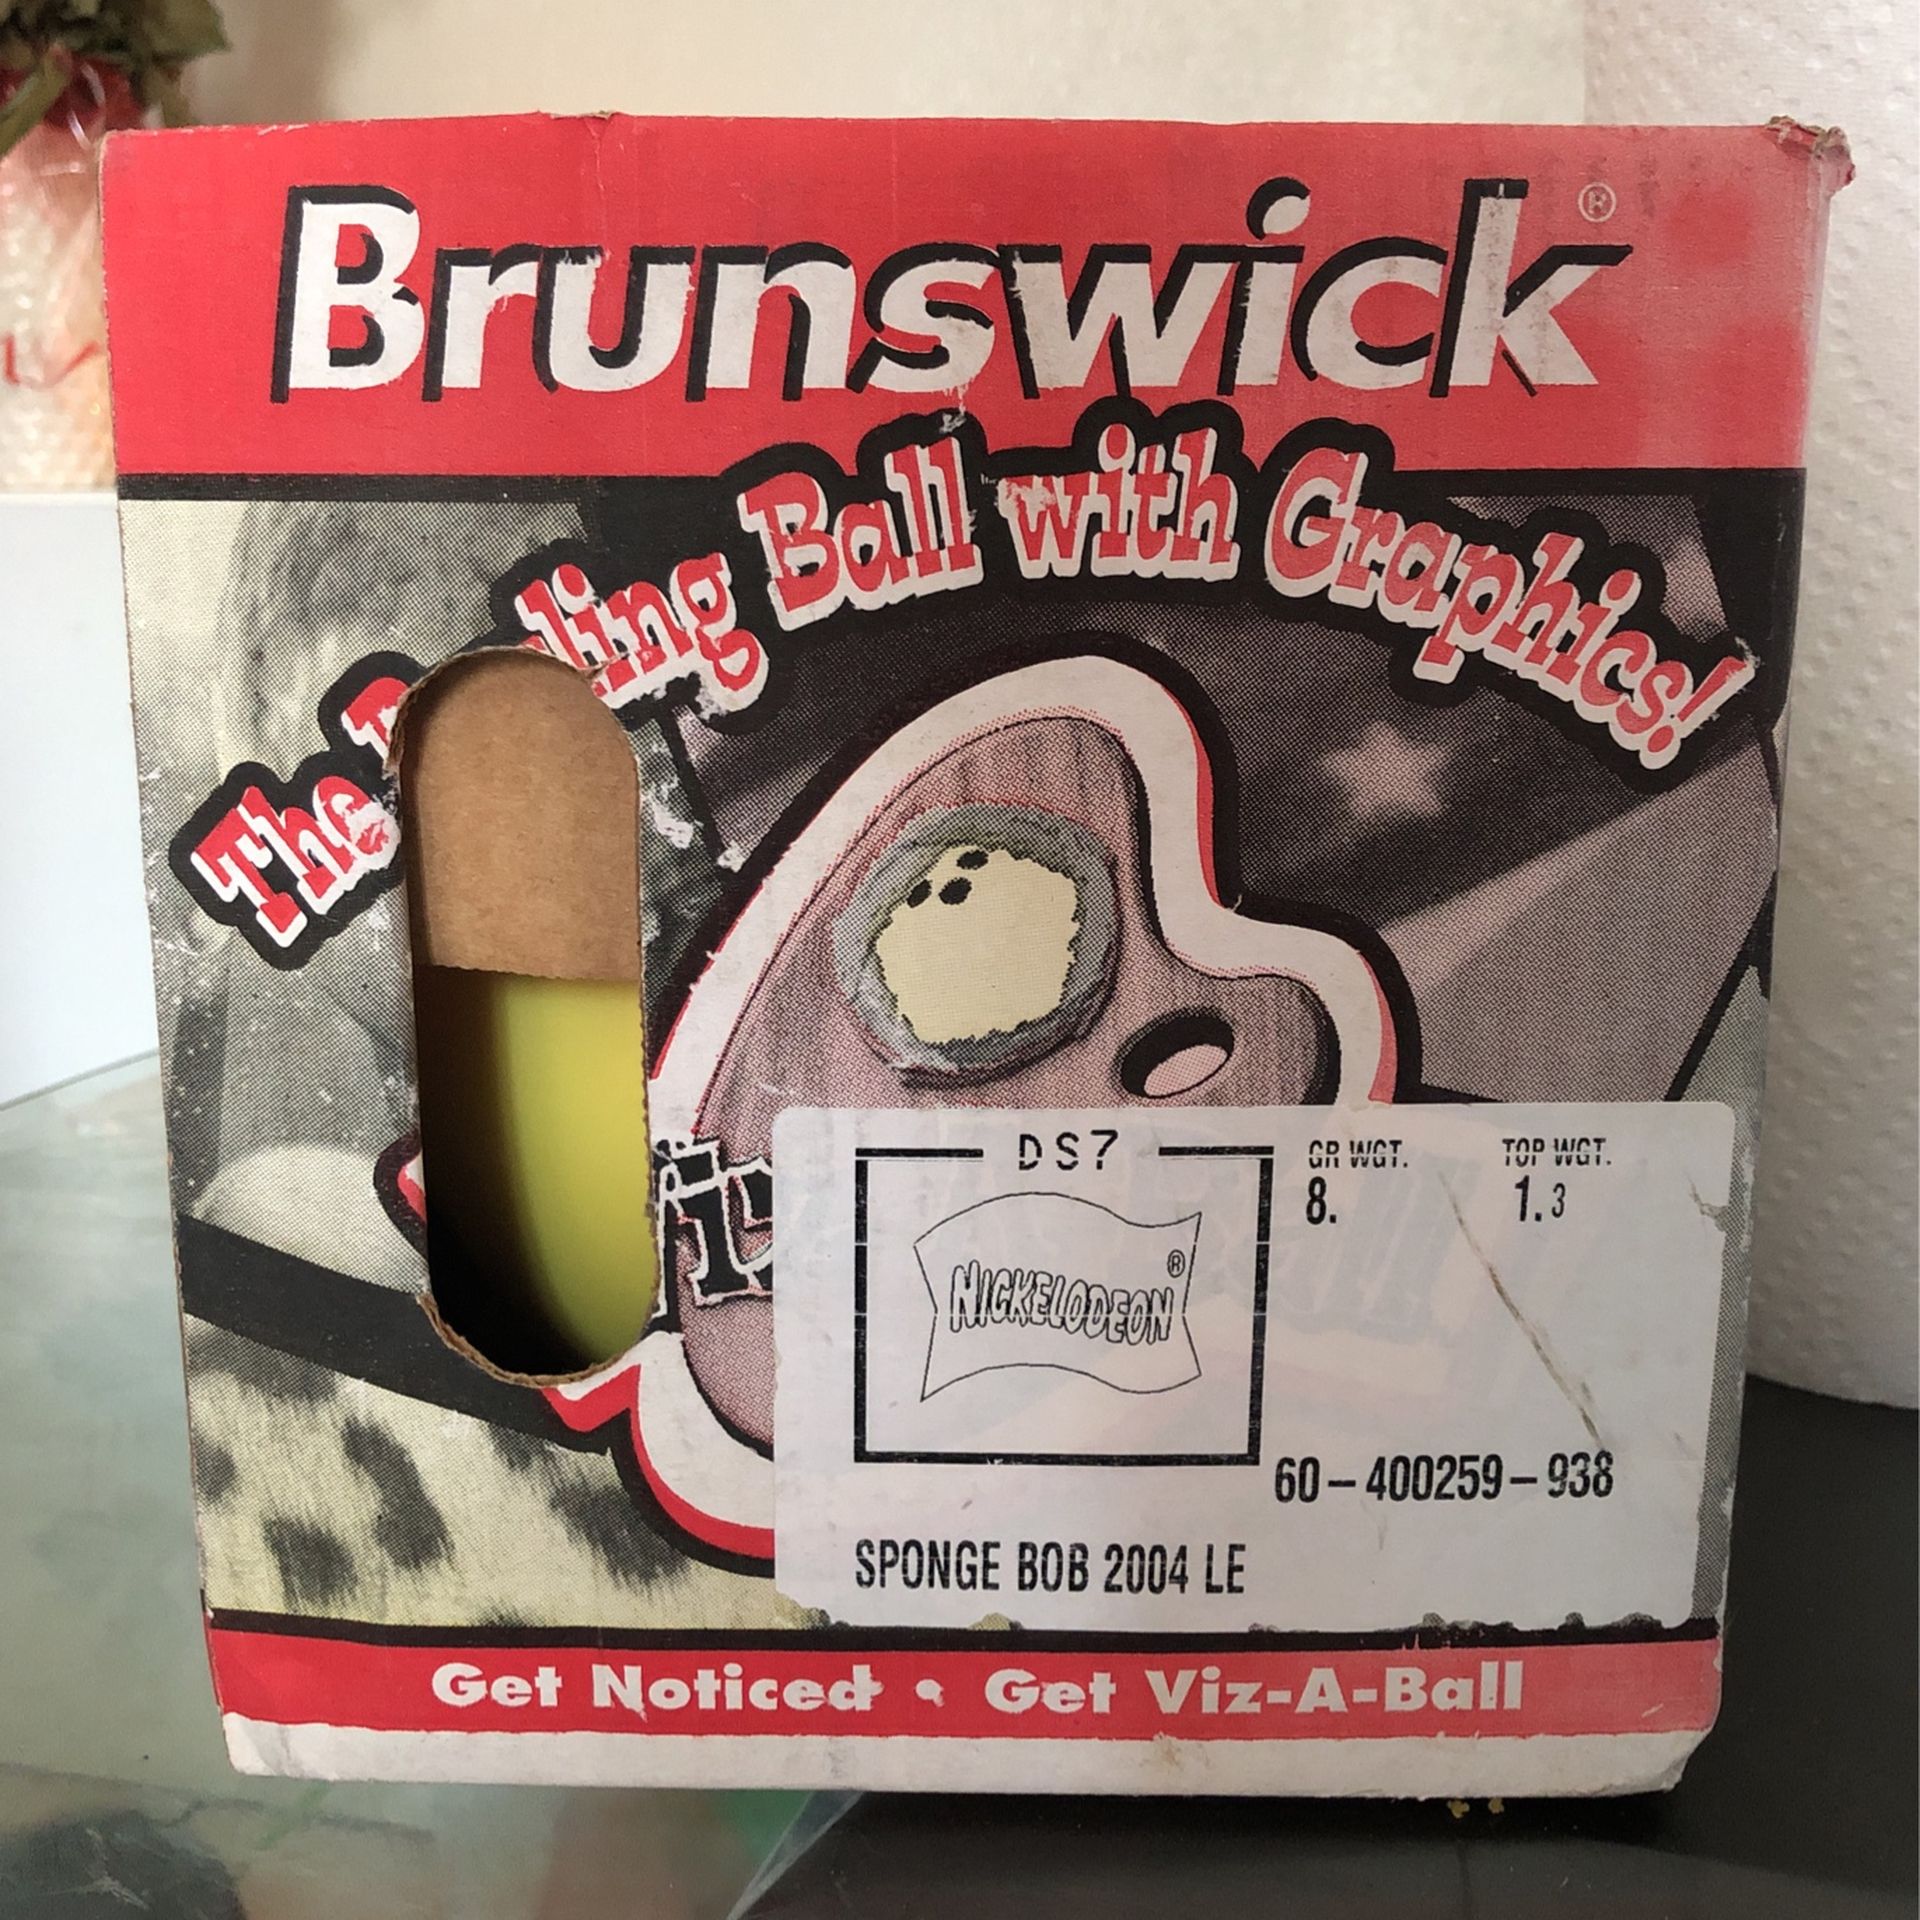 Brunswick®
The B ling Ball with Graphics!
DS7
GR WGT. TOP WGT.
8. 1.3
NICKELODEON®
60-400259-938
SPONGE BOB 2004 LE
Get Noticed • Get Viz-A-Ball